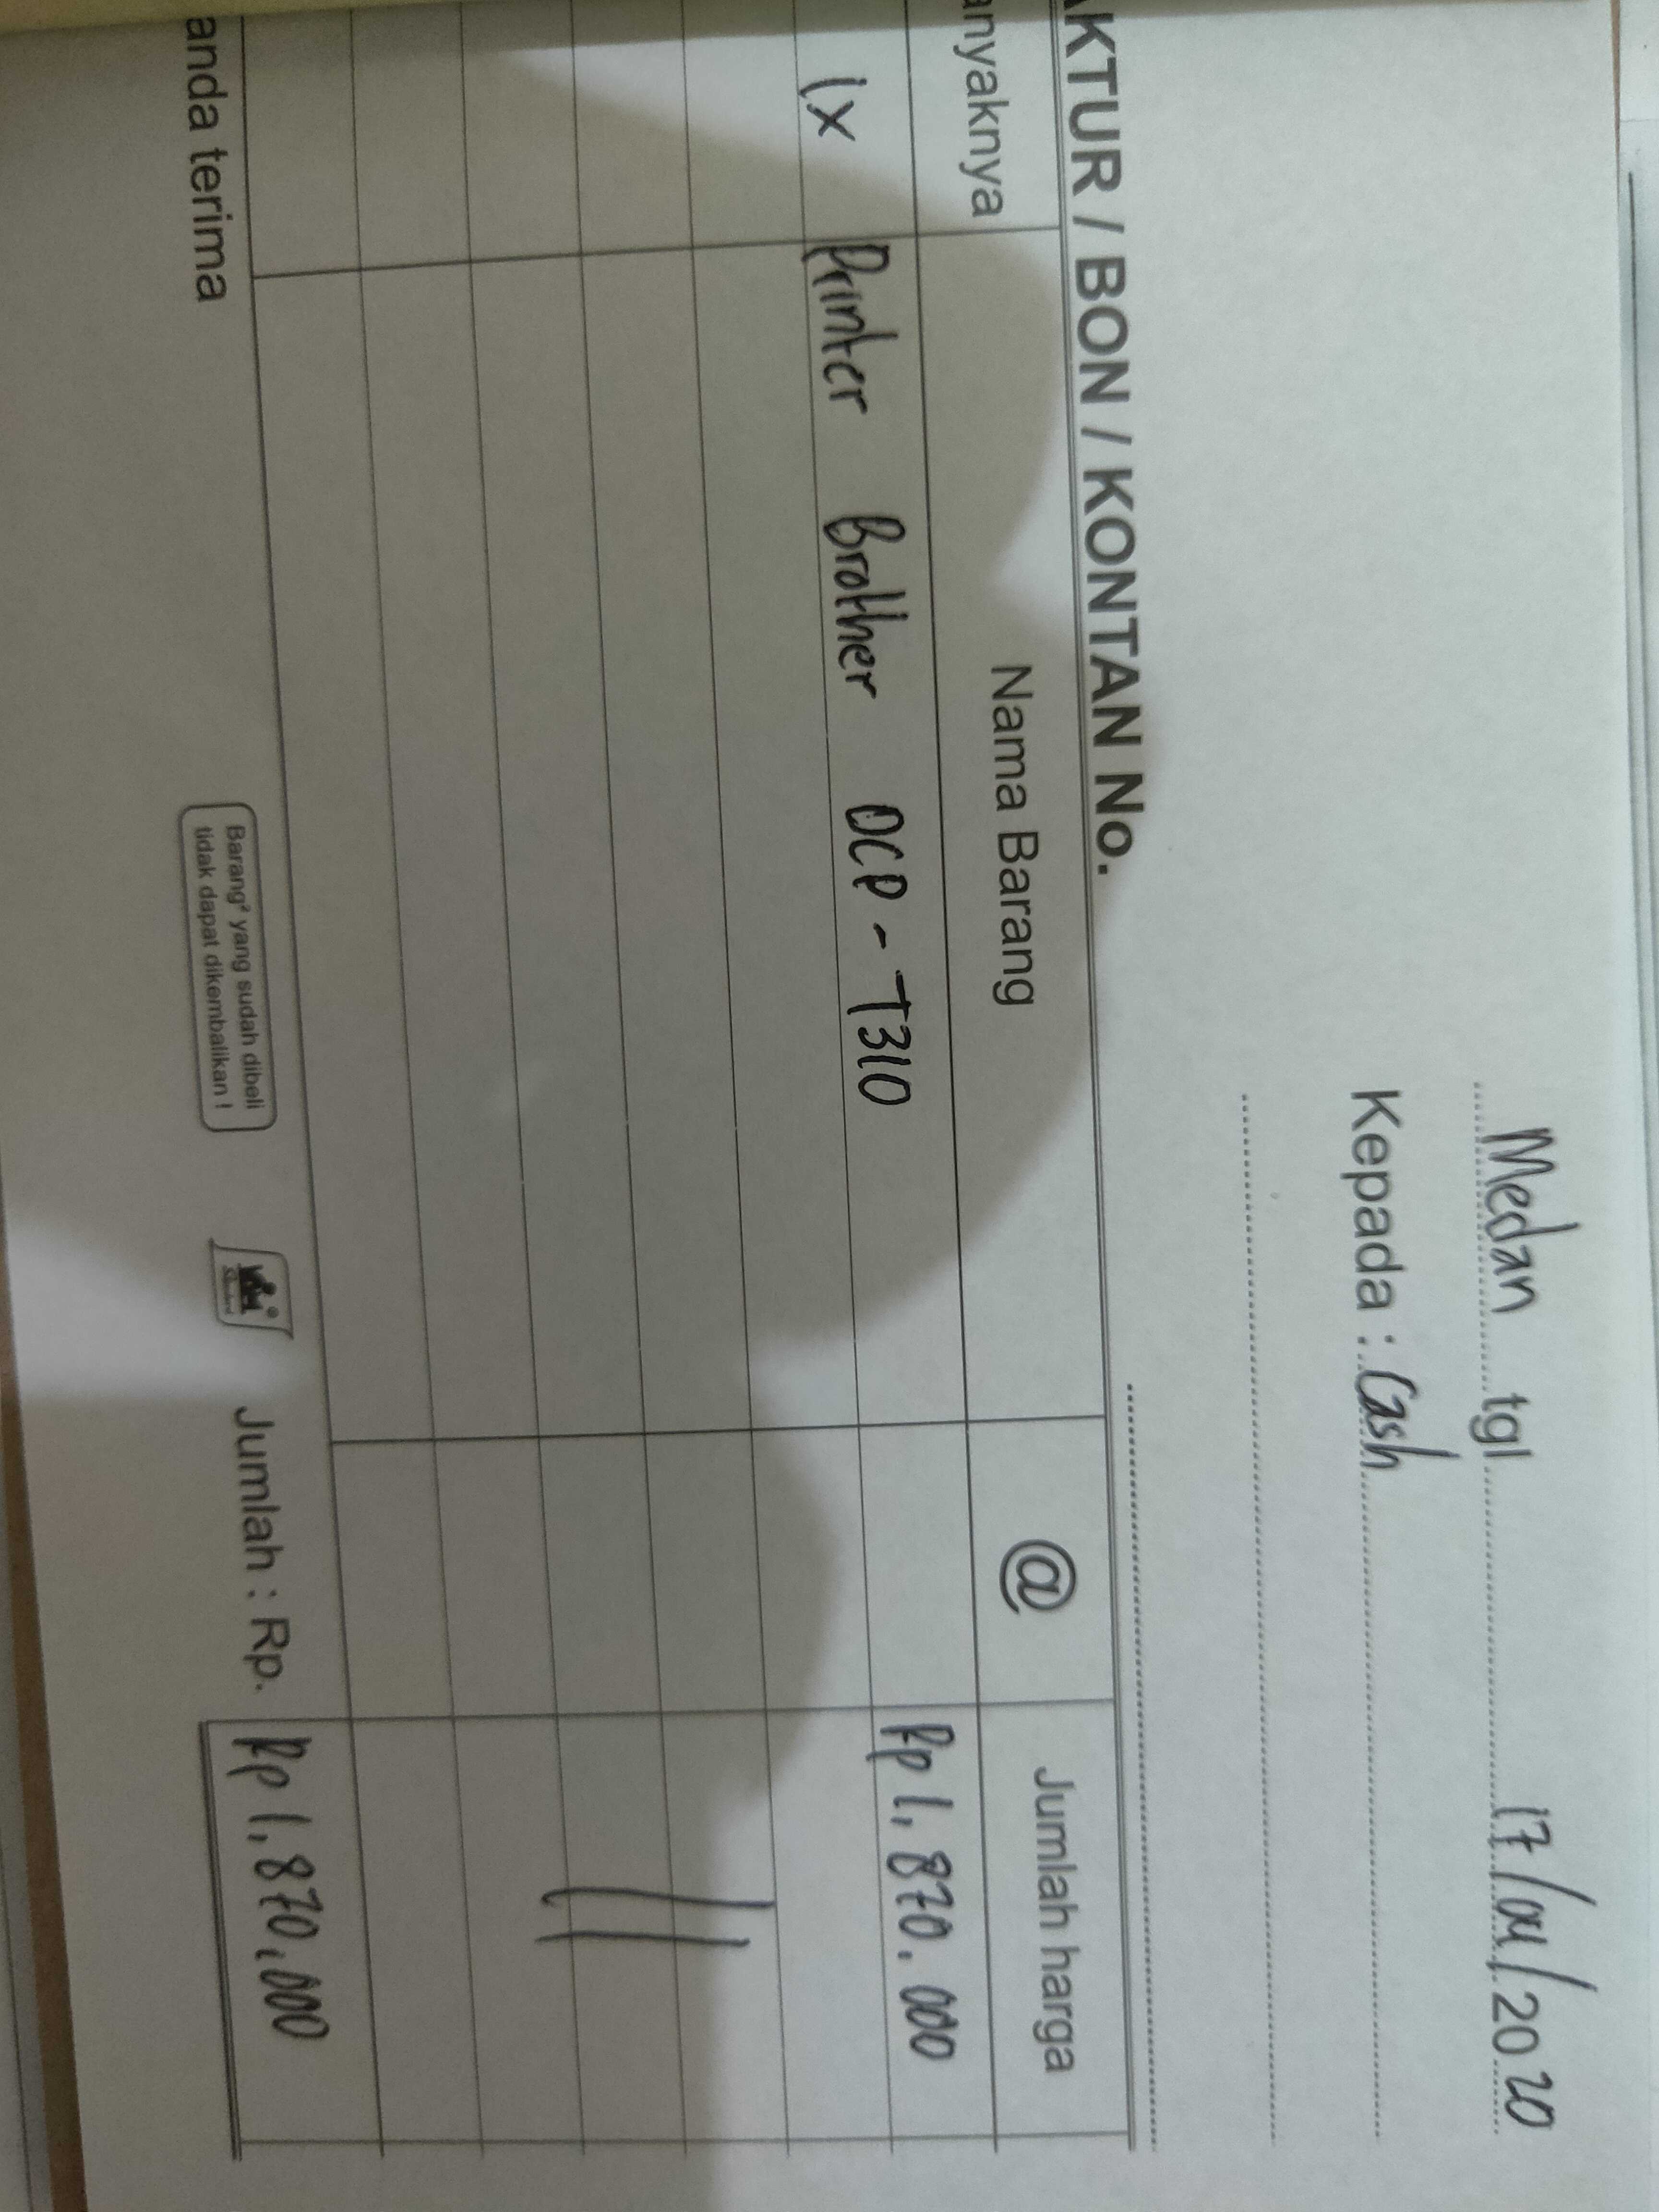 Medan tgl 17/04/2020
Kepada : Cash
AKTUR / BON / KONTAN No.
anyaknya Nama Barang @ Jumlah harga
1x Printer Brother DCP - T310 Rp 1,870.000
anda terima Barang² yang sudah dibeli tidak dapat dikembalikan ! Jumlah : Rp. Rp 1,870.000